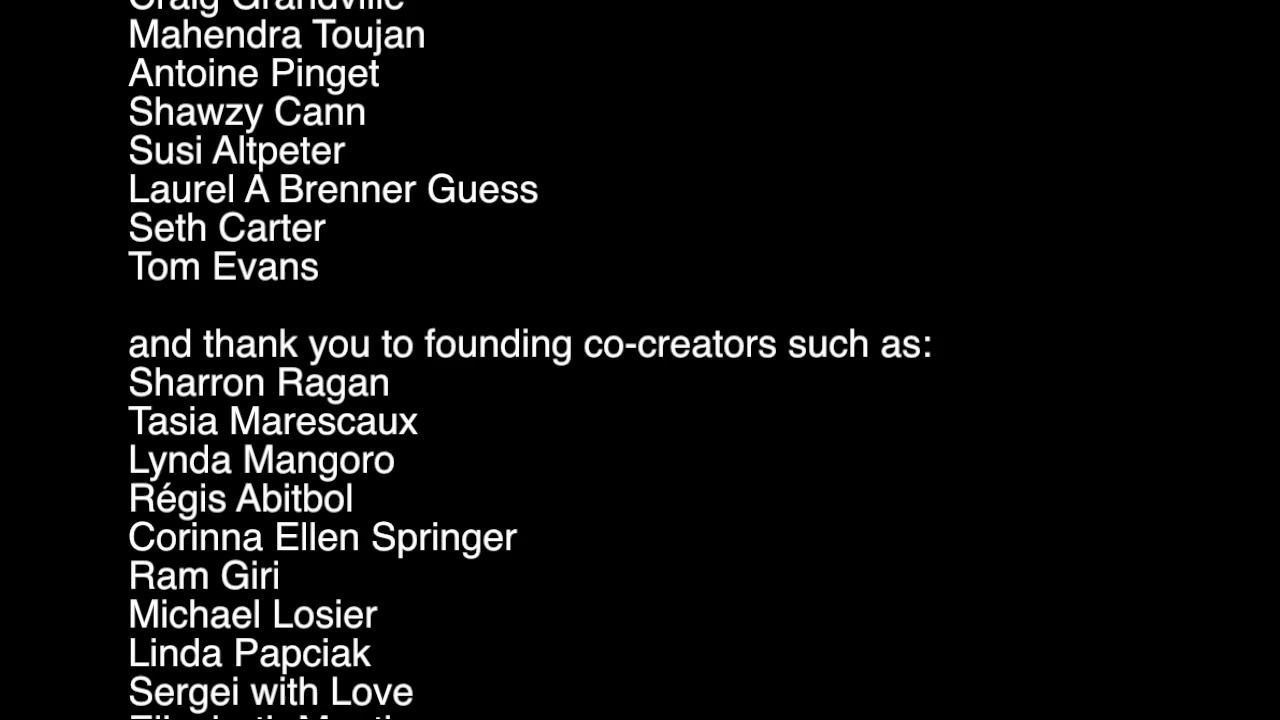 Craig Grandville
Mahendra Toujan
Antoine Pinget
Shawzy Cann
Susi Altpeter
Laurel A Brenner Guess
Seth Carter
Tom Evans
and thank you to founding co-creators such as:
Sharron Ragan
Tasia Marescaux
Lynda Mangoro
Régis Abitbol
Corinna Ellen Springer
Ram Giri
Michael Losier
Linda Papciak
Sergei with Love